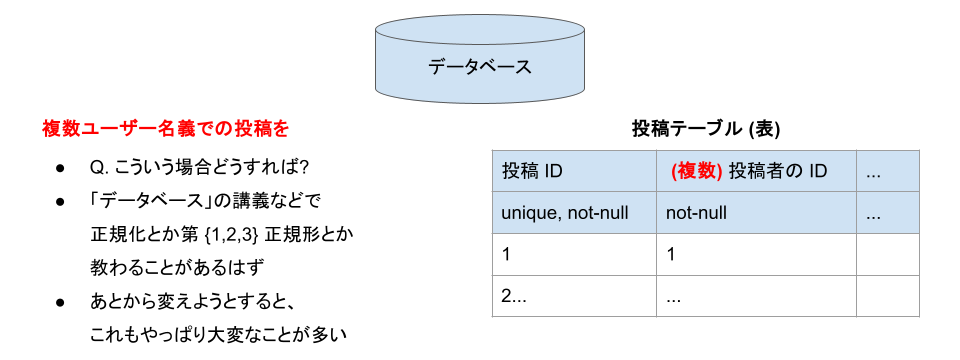 データベース
複数ユーザー名義での投稿を
● Q. こういう場合どうすれば?
● 「データベース」の講義などで
正規化とか第 {1,2,3} 正規形とか
教わることがあるはず
● あとから変えようとすると、
これもやっぱり大変なことが多い
投稿テーブル (表)
投稿 ID (複数) 投稿者の ID ...
unique, not-null not-null ...
1 1
2... ...